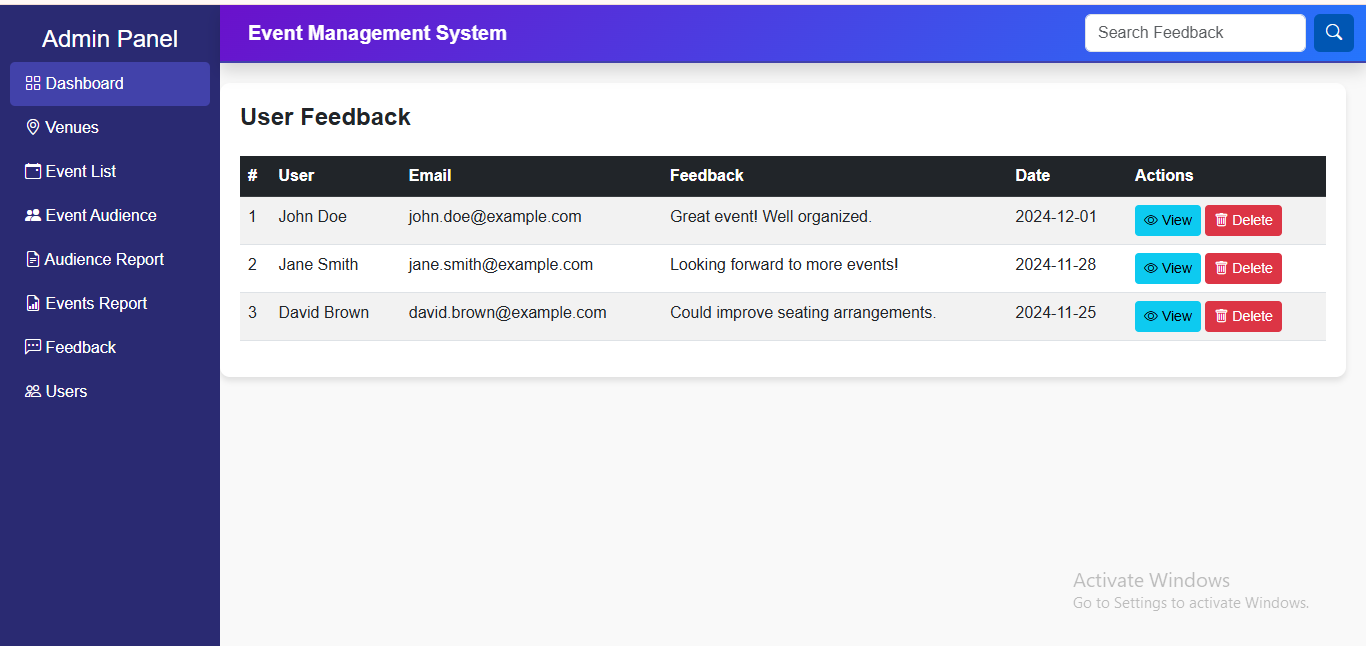 Admin Panel
Dashboard
Venues
Event List
Event Audience
Audience Report
Events Report
Feedback
Users
Event Management System
Search Feedback
User Feedback
# User Email Feedback Date Actions
1 John Doe john.doe@example.com Great event! Well organized. 2024-12-01 View Delete
2 Jane Smith jane.smith@example.com Looking forward to more events! 2024-11-28 View Delete
3 David Brown david.brown@example.com Could improve seating arrangements. 2024-11-25 View Delete
Activate Windows
Go to Settings to activate Windows.